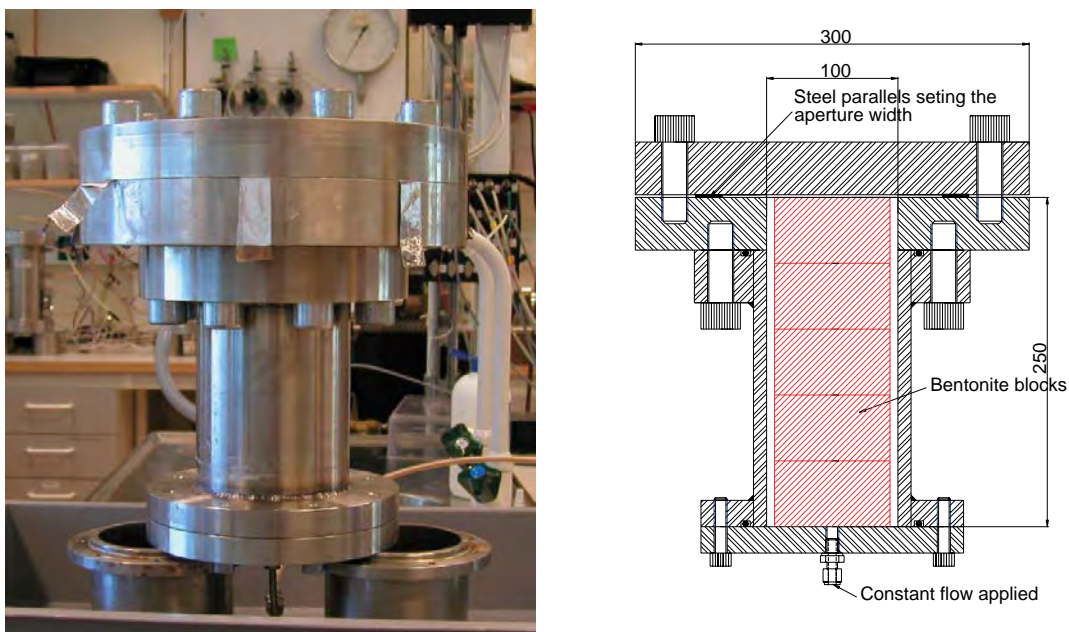 300
100
Steel parallels seting the
aperture width
250
Bentonite blocks
Constant flow applied